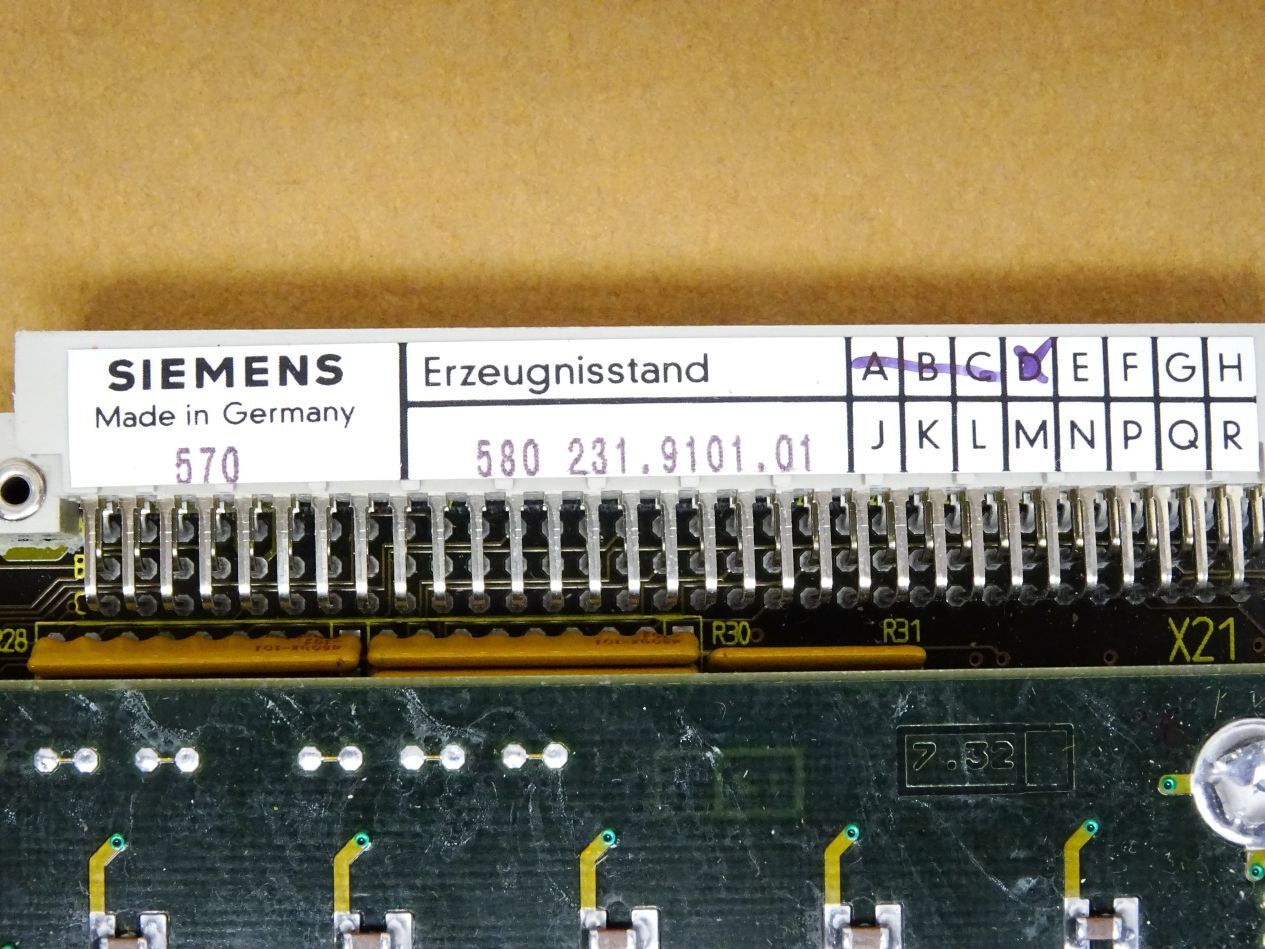 SIEMENS
Made in Germany
570
Erzeugnisstand
580 231.9101.01
A B C D E F G H
J K L M N P Q R
R28
R30
R31
X21
7.32